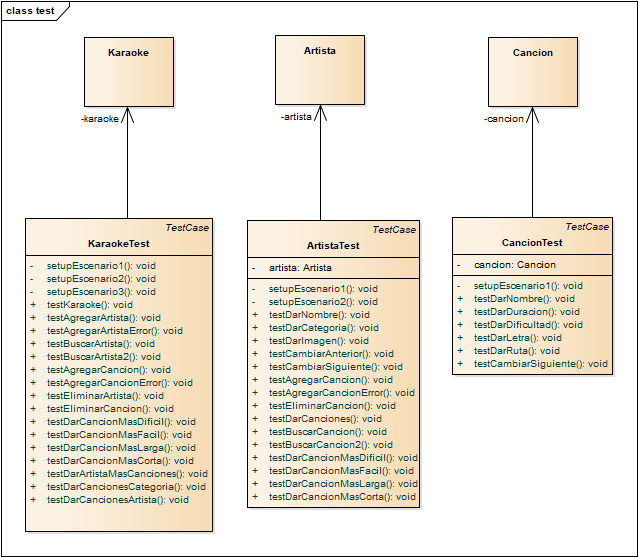 class test
Karaoke
Artista
Cancion
-karaoke
-artista
-cancion
TestCase
KaraokeTest
- setupEscenario1(): void
- setupEscenario2(): void
- setupEscenario3(): void
+ testKaraoke(): void
+ testAgregarArtista(): void
+ testAgregarArtistaError(): void
+ testBuscarArtista(): void
+ testBuscarArtista2(): void
+ testAgregarCancion(): void
+ testAgregarCancionError(): void
+ testEliminarArtista(): void
+ testEliminarCancion(): void
+ testDarCancionMasDificil(): void
+ testDarCancionMasFacil(): void
+ testDarCancionMasLarga(): void
+ testDarCancionMasCorta(): void
+ testDarArtistaMasCanciones(): void
+ testDarCancionesCategoria(): void
+ testDarCancionesArtista(): void
TestCase
ArtistaTest
- artista: Artista
- setupEscenario1(): void
- setupEscenario2(): void
+ testDarNombre(): void
+ testDarCategoria(): void
+ testDarImagen(): void
+ testCambiarAnterior(): void
+ testCambiarSiguiente(): void
+ testAgregarCancion(): void
+ testAgregarCancionError(): void
+ testEliminarCancion(): void
+ testDarCanciones(): void
+ testBuscarCancion(): void
+ testBuscarCancion2(): void
+ testDarCancionMasDificil(): void
+ testDarCancionMasFacil(): void
+ testDarCancionMasLarga(): void
+ testDarCancionMasCorta(): void
TestCase
CancionTest
- cancion: Cancion
- setupEscenario1(): void
+ testDarNombre(): void
+ testDarDuracion(): void
+ testDarDificultad(): void
+ testDarLetra(): void
+ testDarRuta(): void
+ testCambiarSiguiente(): void